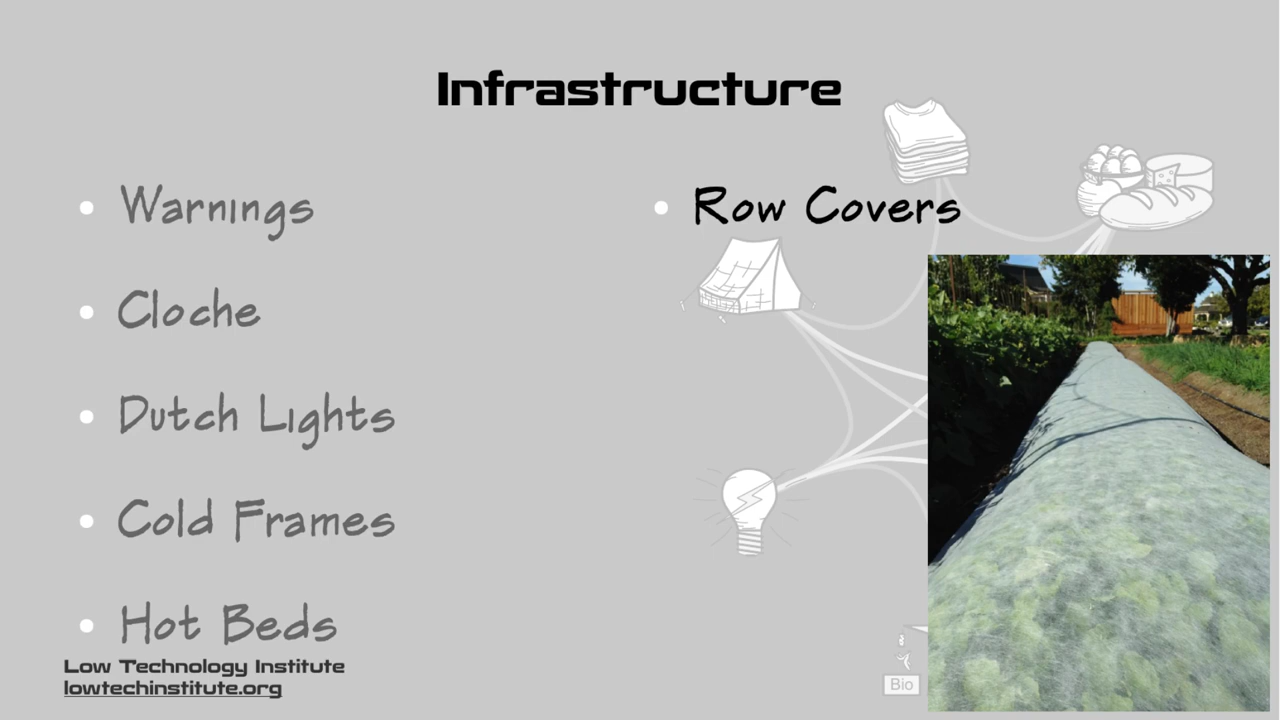 Infrastructure
Warnings
Cloche
Dutch Lights
Cold Frames
Hot Beds
Row Covers
Low Technology Institute
lowtechinstitute.org
Bio